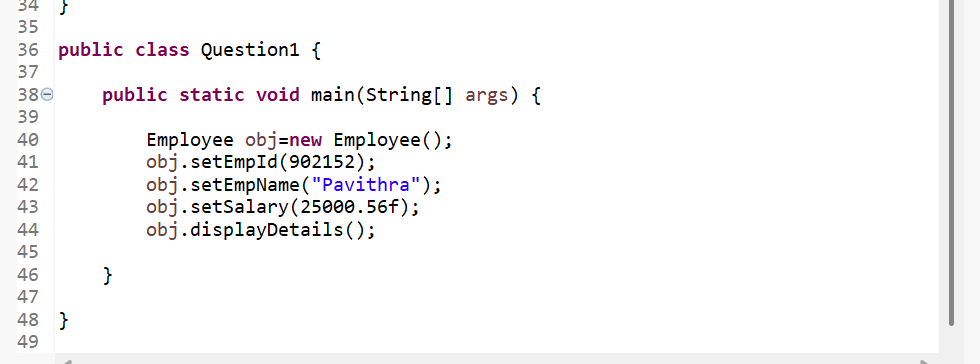 34 }
35
36 public class Question1 {
37
38 public static void main(String[] args) {
39
40 Employee obj=new Employee();
41 obj.setEmpId(902152);
42 obj.setEmpName("Pavithra");
43 obj.setSalary(25000.56f);
44 obj.displayDetails();
45
46 }
47
48 }
49